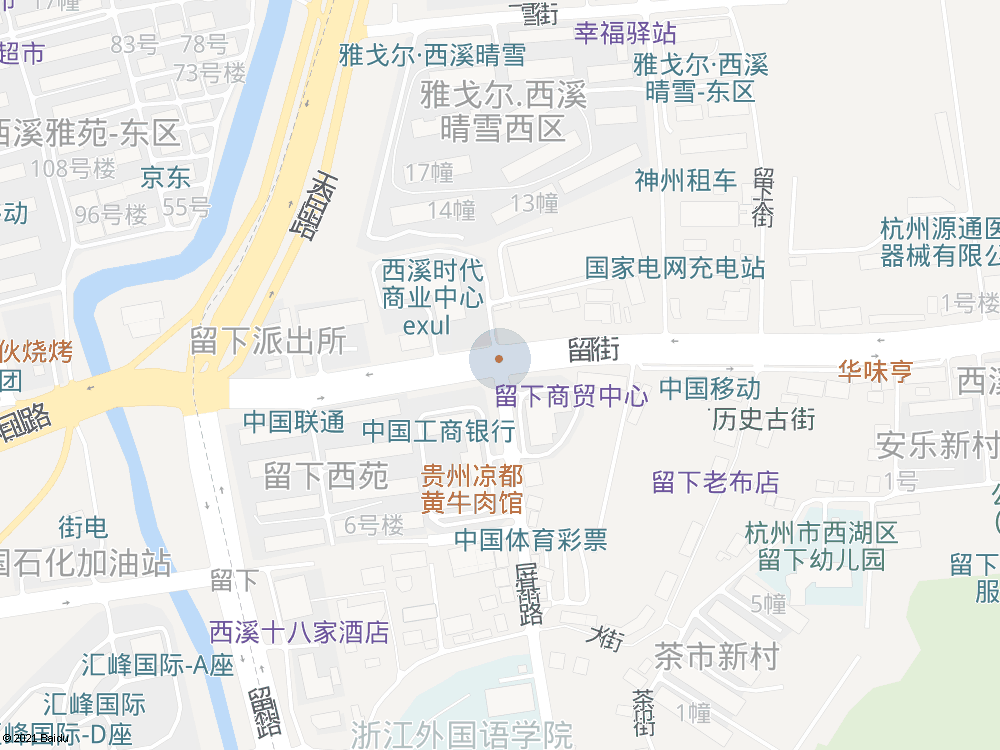 17幢
雪街
幸福驿站
83号
78号
超市
雅戈尔·西溪晴雪
雅戈尔·西溪
晴雪-东区
73号楼
雅戈尔.西溪
晴雪西区
西溪雅苑-东区
108号楼
京东
17幢
神州租车
留下街
天目山路
55号
96号楼
14幢
13幢
动
杭州源通医
器械有限公
西溪时代
商业中心
exul
国家电网充电站
1号楼
留下派出所
留下街
伙烧烤
华味亨
团
留下商贸中心
中国移动
西溪
中国联通
中国工商银行
历史古街
安乐新村
留下西苑
贵州凉都
黄牛肉馆
留下老布店
1号
6号楼
街电
中国体育彩票
杭州市西湖区
留下幼儿园
国石化加油站
留下
留下
服
5幢
西溪十八家酒店
大街
茶市新村
汇峰国际-A座
汇峰国际
茶市街
1幢
汇峰国际-D座
浙江外国语学院
© 2021 Baidu